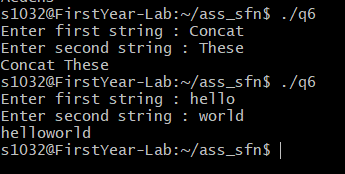 s1032@FirstYear-Lab:~/ass_sfn$ ./q6
Enter first string : Concat
Enter second string : These
Concat These
s1032@FirstYear-Lab:~/ass_sfn$ ./q6
Enter first string : hello
Enter second string : world
helloworld
s1032@FirstYear-Lab:~/ass_sfn$